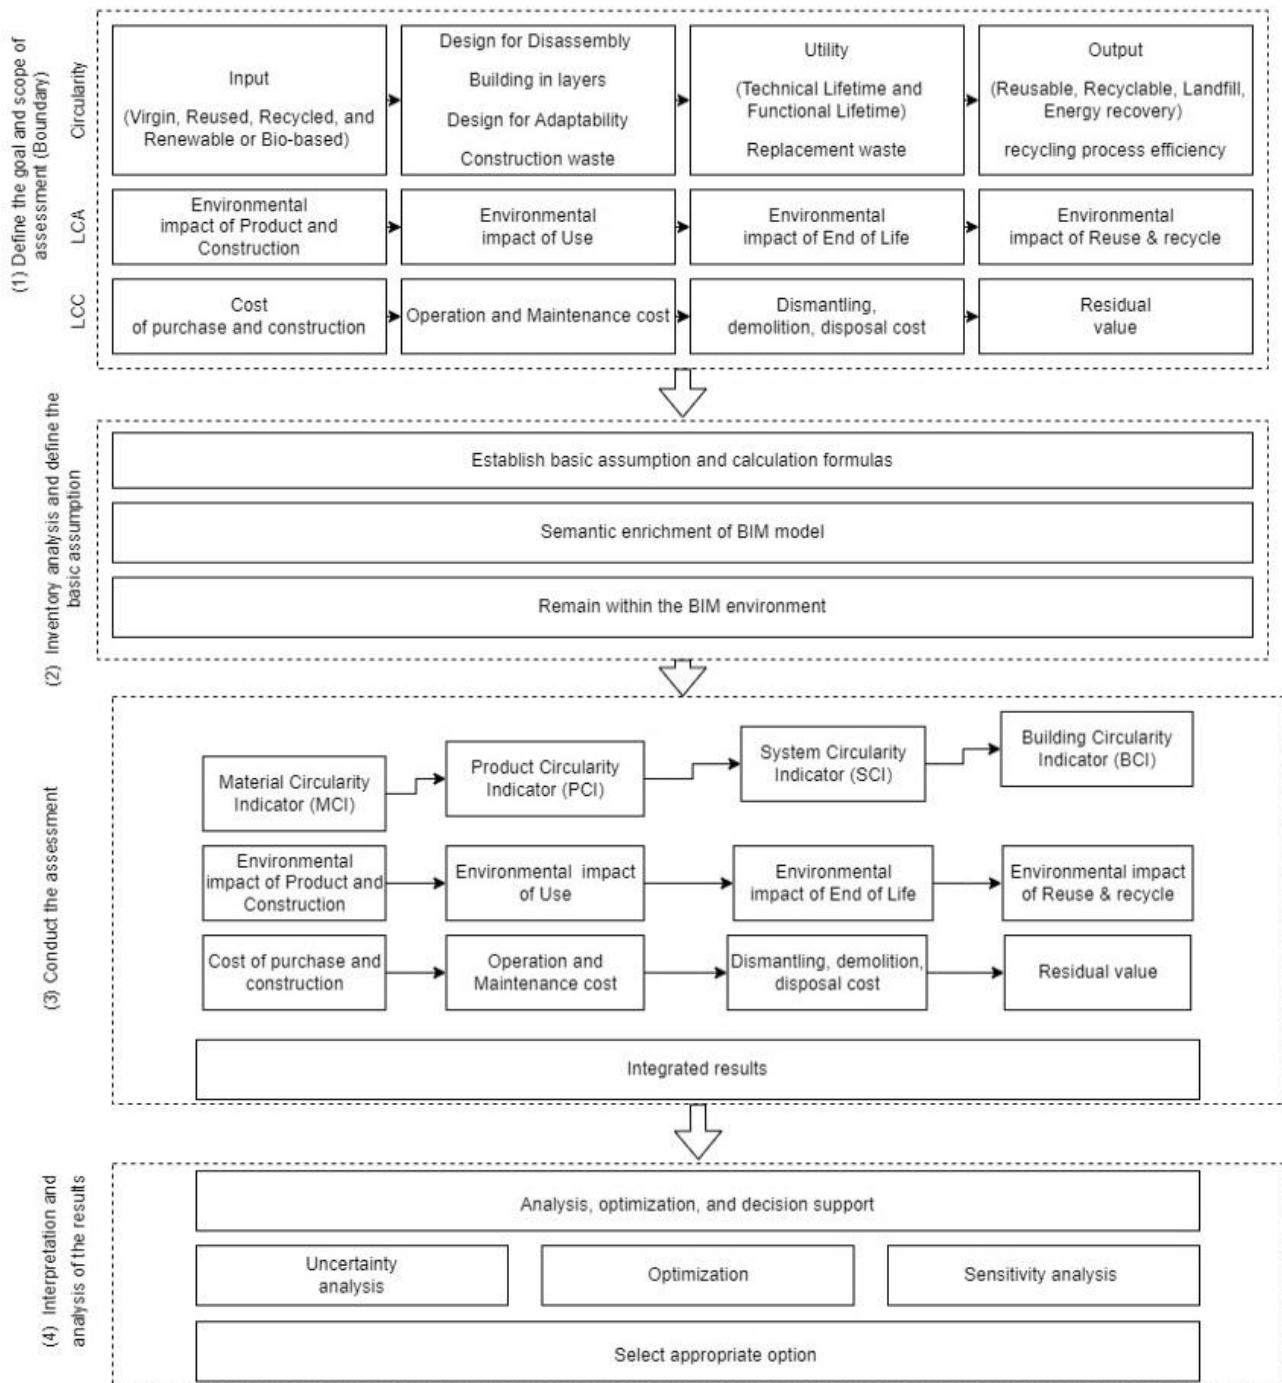 (1) Define the goal and scope of
assessment (Boundary)
Circularity
Input
(Virgin, Reused, Recycled, and
Renewable or Bio-based)
Design for Disassembly
Building in layers
Design for Adaptability
Construction waste
Utility
(Technical Lifetime and
Functional Lifetime)
Replacement waste
Output
(Reusable, Recyclable, Landfill,
Energy recovery)
recycling process efficiency
LCA
Environmental
impact of Product and
Construction
Environmental
impact of Use
Environmental
impact of End of Life
Environmental
impact of Reuse & recycle
LCC
Cost
of purchase and construction
Operation and Maintenance cost
Dismantling,
demolition, disposal cost
Residual
value
(2) Inventory analysis and define the
basic assumption
Establish basic assumption and calculation formulas
Semantic enrichment of BIM model
Remain within the BIM environment
(3) Conduct the assessment
Material Circularity
Indicator (MCI)
Product Circularity
Indicator (PCI)
System Circularity
Indicator (SCI)
Building Circularity
Indicator (BCI)
Environmental
impact of Product and
Construction
Environmental impact
of Use
Environmental
impact of End of Life
Environmental impact
of Reuse & recycle
Cost of purchase and
construction
Operation and
Maintenance cost
Dismantling, demolition,
disposal cost
Residual value
Integrated results
(4) Interpretation and
analysis of the results
Analysis, optimization, and decision support
Uncertainty
analysis
Optimization
Sensitivity analysis
Select appropriate option